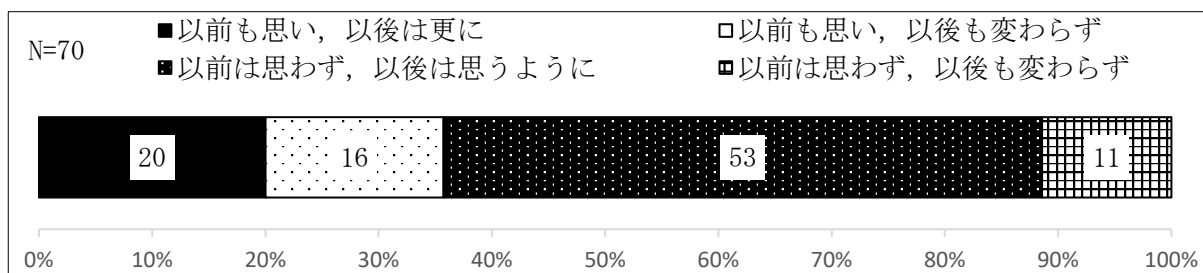 N=70
■以前も思い，以後は更に □以前も思い，以後も変わらず
以前は思わず，以後は思うように 以前は思わず，以後も変わらず
20 16 53 11
0% 10% 20% 30% 40% 50% 60% 70% 80% 90% 100%